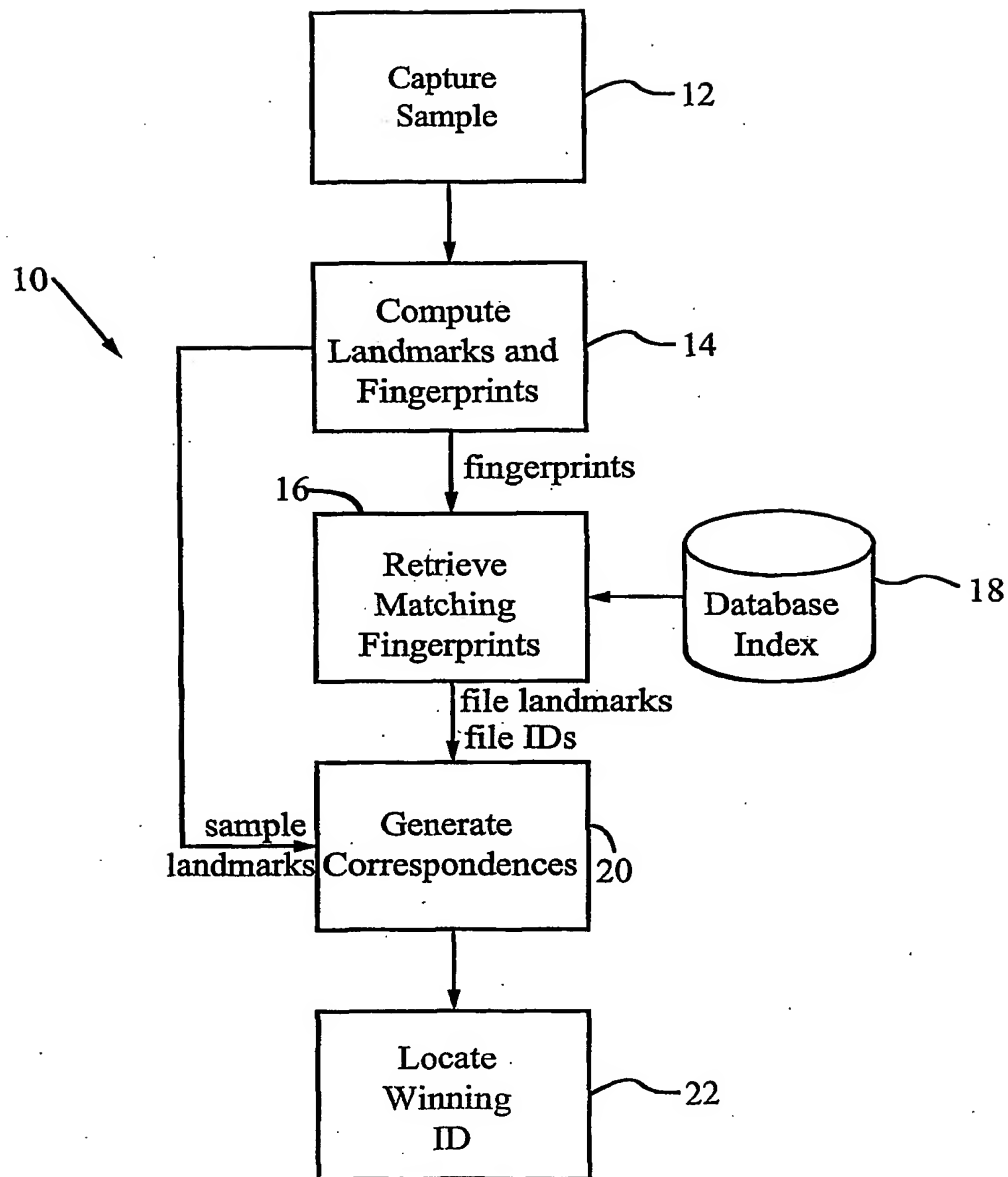 Capture
Sample
12
10
Compute
Landmarks and
Fingerprints
14
fingerprints
16
Retrieve
Matching
Fingerprints
Database
Index
18
file landmarks
file IDs
sample
landmarks
Generate
Correspondences
20
Locate
Winning
ID
22